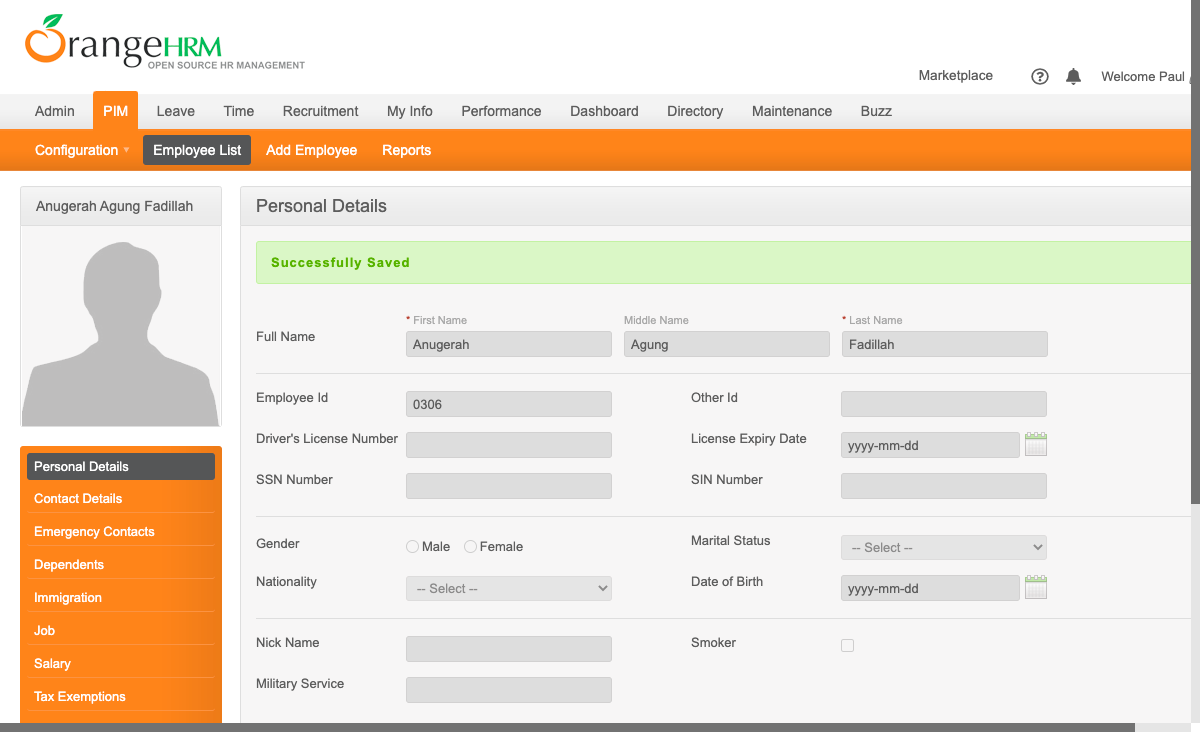 OrangeHRM
OPEN SOURCE HR MANAGEMENT
Marketplace ? Welcome Paul
Admin PIM Leave Time Recruitment My Info Performance Dashboard Directory Maintenance Buzz
Configuration Employee List Add Employee Reports
Anugerah Agung Fadillah
Personal Details
Contact Details
Emergency Contacts
Dependents
Immigration
Job
Salary
Tax Exemptions
Personal Details
Successfully Saved
* First Name Middle Name * Last Name
Full Name Anugerah Agung Fadillah
Employee Id 0306 Other Id
Driver's License Number License Expiry Date yyyy-mm-dd
SSN Number SIN Number
Gender Male Female Marital Status -- Select --
Nationality -- Select -- Date of Birth yyyy-mm-dd
Nick Name Smoker
Military Service